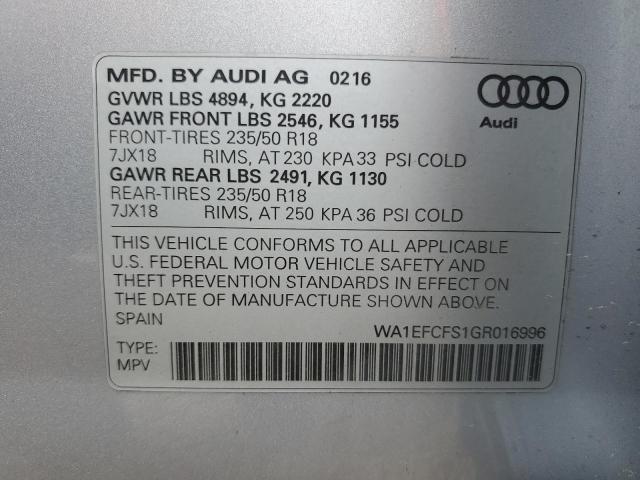 MFD. BY AUDI AG 0216
GVWR LBS 4894, KG 2220
GAWR FRONT LBS 2546, KG 1155
FRONT-TIRES 235/50 R18
7JX18 RIMS, AT 230 KPA 33 PSI COLD
GAWR REAR LBS 2491, KG 1130
REAR-TIRES 235/50 R18
7JX18 RIMS, AT 250 KPA 36 PSI COLD
Audi
THIS VEHICLE CONFORMS TO ALL APPLICABLE
U.S. FEDERAL MOTOR VEHICLE SAFETY AND
THEFT PREVENTION STANDARDS IN EFFECT ON
THE DATE OF MANUFACTURE SHOWN ABOVE.
SPAIN WA1EFCFS1GR016996
TYPE:
MPV